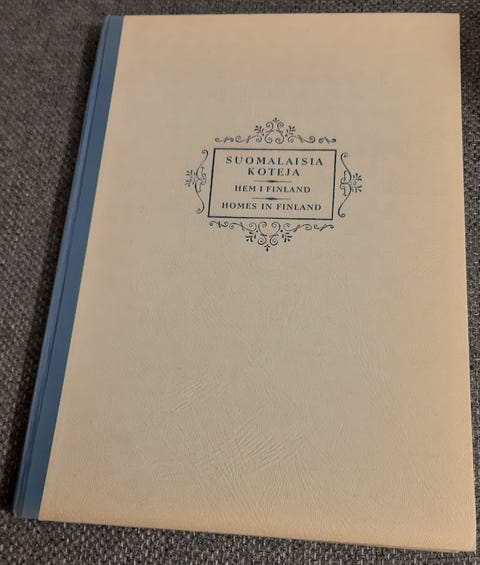 SUOMALAISIA
KOTEJA
HEM I FINLAND
HOMES IN FINLAND